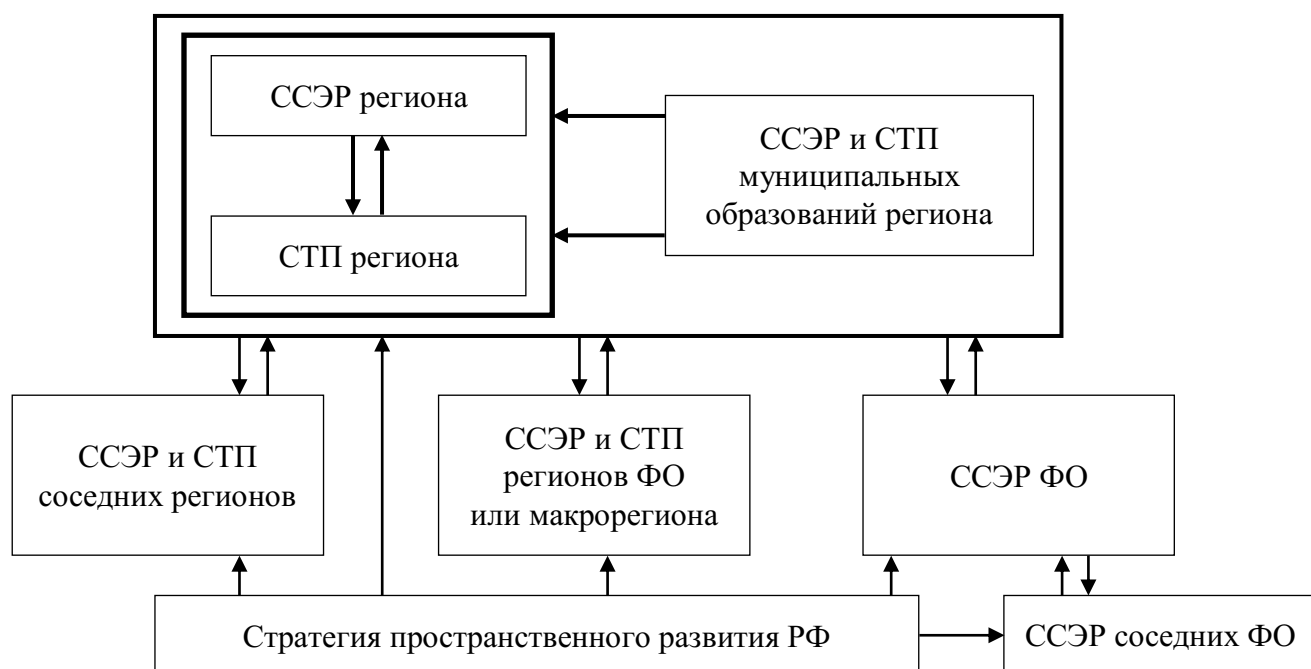 ССЭР региона
СТП региона
ССЭР и СТП
муниципальных
образований региона
ССЭР и СТП
соседних регионов
ССЭР и СТП
регионов ФО
или макрорегиона
ССЭР ФО
Стратегия пространственного развития РФ
ССЭР соседних ФО